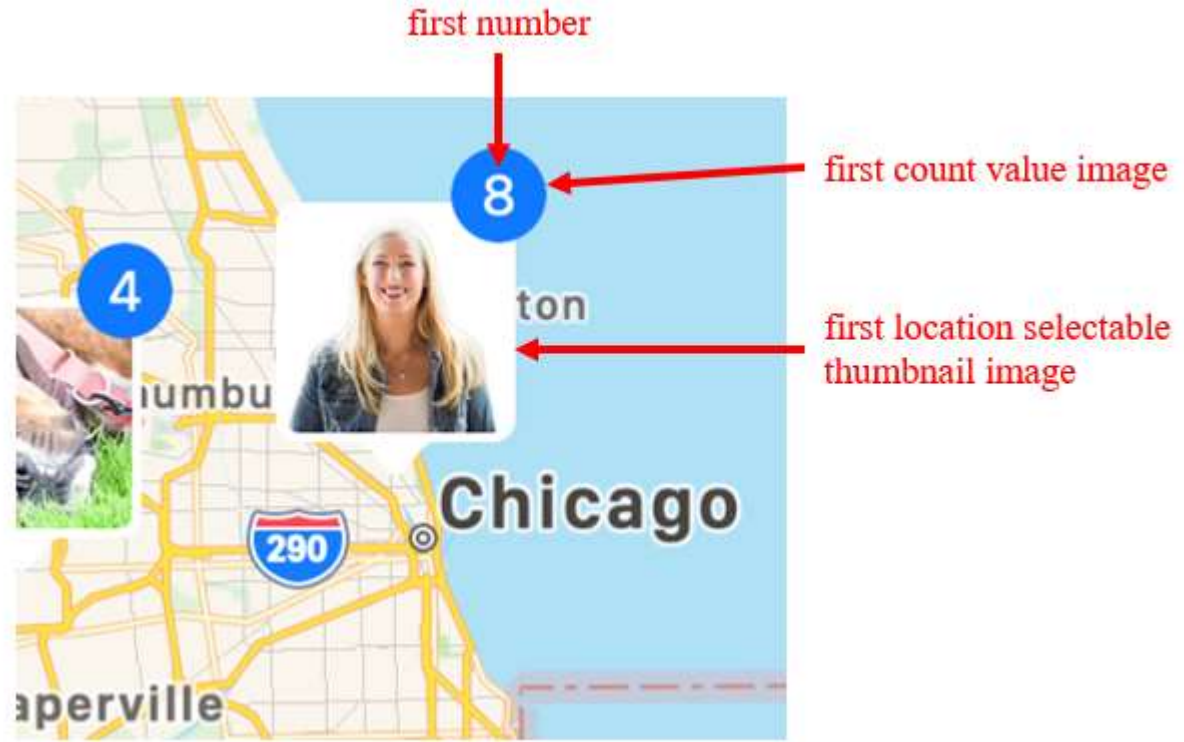 first number
8
first count value image
4
ton
first location selectable
thumbnail image
umbu
Chicago
290
aperville